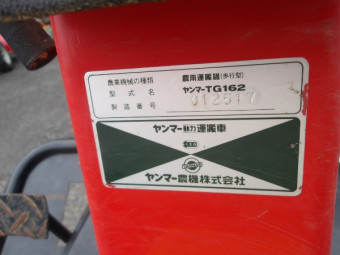 農業機械の種類 農用運搬機(歩行型)
型式名 ヤンマーTG162
製造番号 012517
ヤンマー動力運搬車
ヤンマー農機株式会社